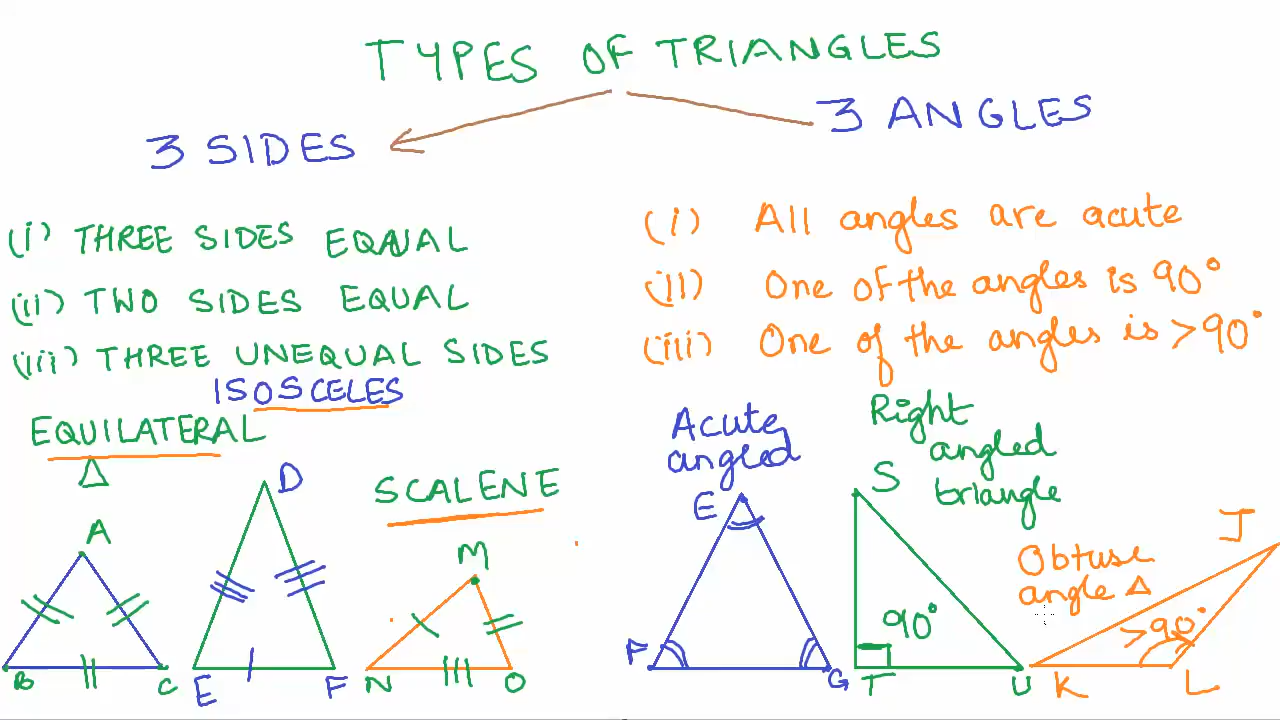 TYPES OF TRIANGLES
3 SIDES
(i) THREE SIDES EQUAL
(ii) TWO SIDES EQUAL
(iii) THREE UNEQUAL SIDES
ISOSCELES
EQUILATERAL
Δ
SCALENE
A
B
C
D
E
F
M
N
O
3 ANGLES
(i) All angles are acute
(ii) One of the angles is 90°
(iii) One of the angles is >90°
Acute
angled
E
F
G
Right
angled
triangle
S
90°
T
U
Obtuse
angle Δ
J
>90°
K
L